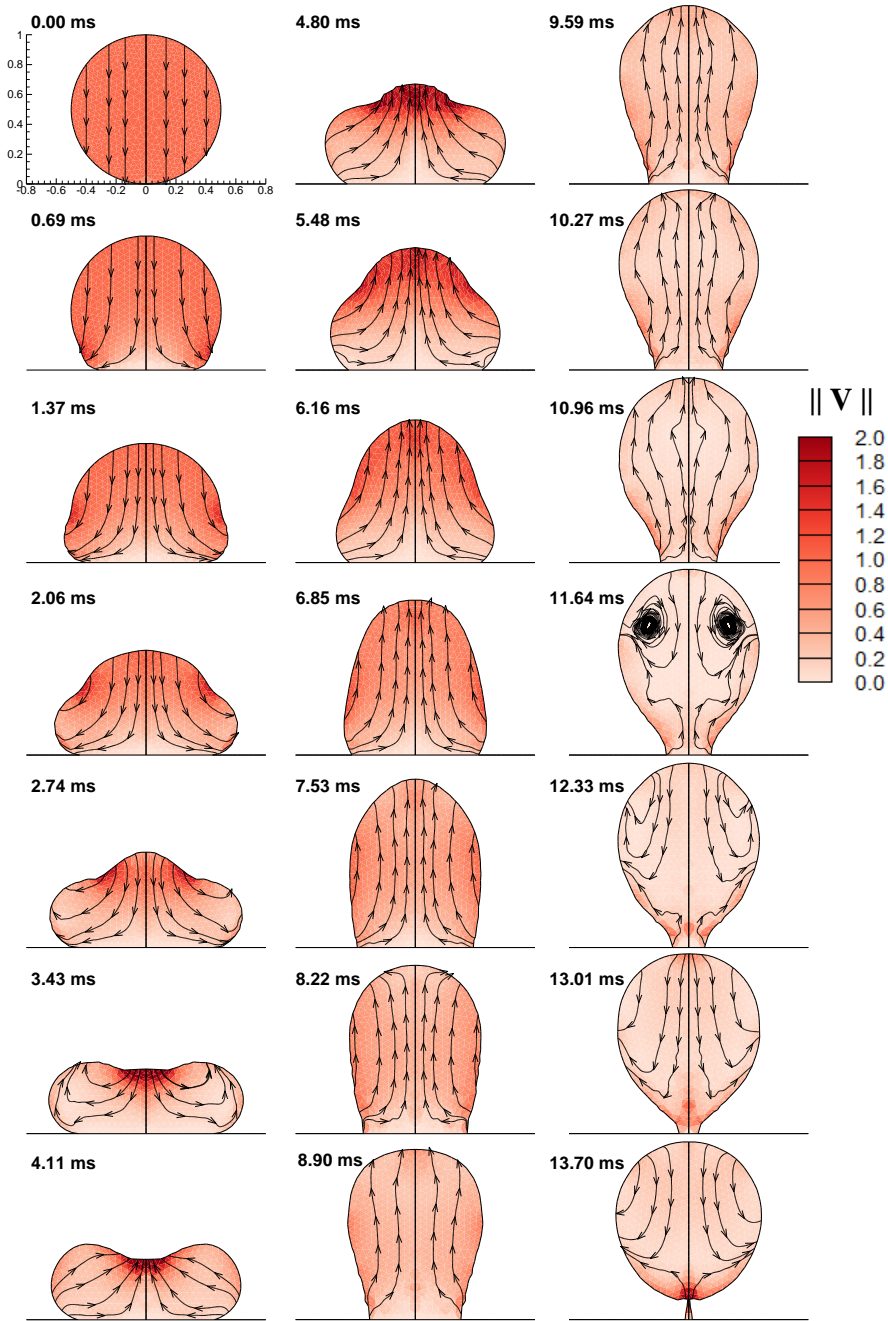 0.00 ms
1
0.8
0.6
0.4
0.2
0
-0.8 -0.6 -0.4 -0.2 0 0.2 0.4 0.6 0.8
0.69 ms
1.37 ms
2.06 ms
2.74 ms
3.43 ms
4.11 ms
4.80 ms
5.48 ms
6.16 ms
6.85 ms
7.53 ms
8.22 ms
8.90 ms
9.59 ms
10.27 ms
10.96 ms
11.64 ms
12.33 ms
13.01 ms
13.70 ms
|| V ||
2.0
1.8
1.6
1.4
1.2
1.0
0.8
0.6
0.4
0.2
0.0